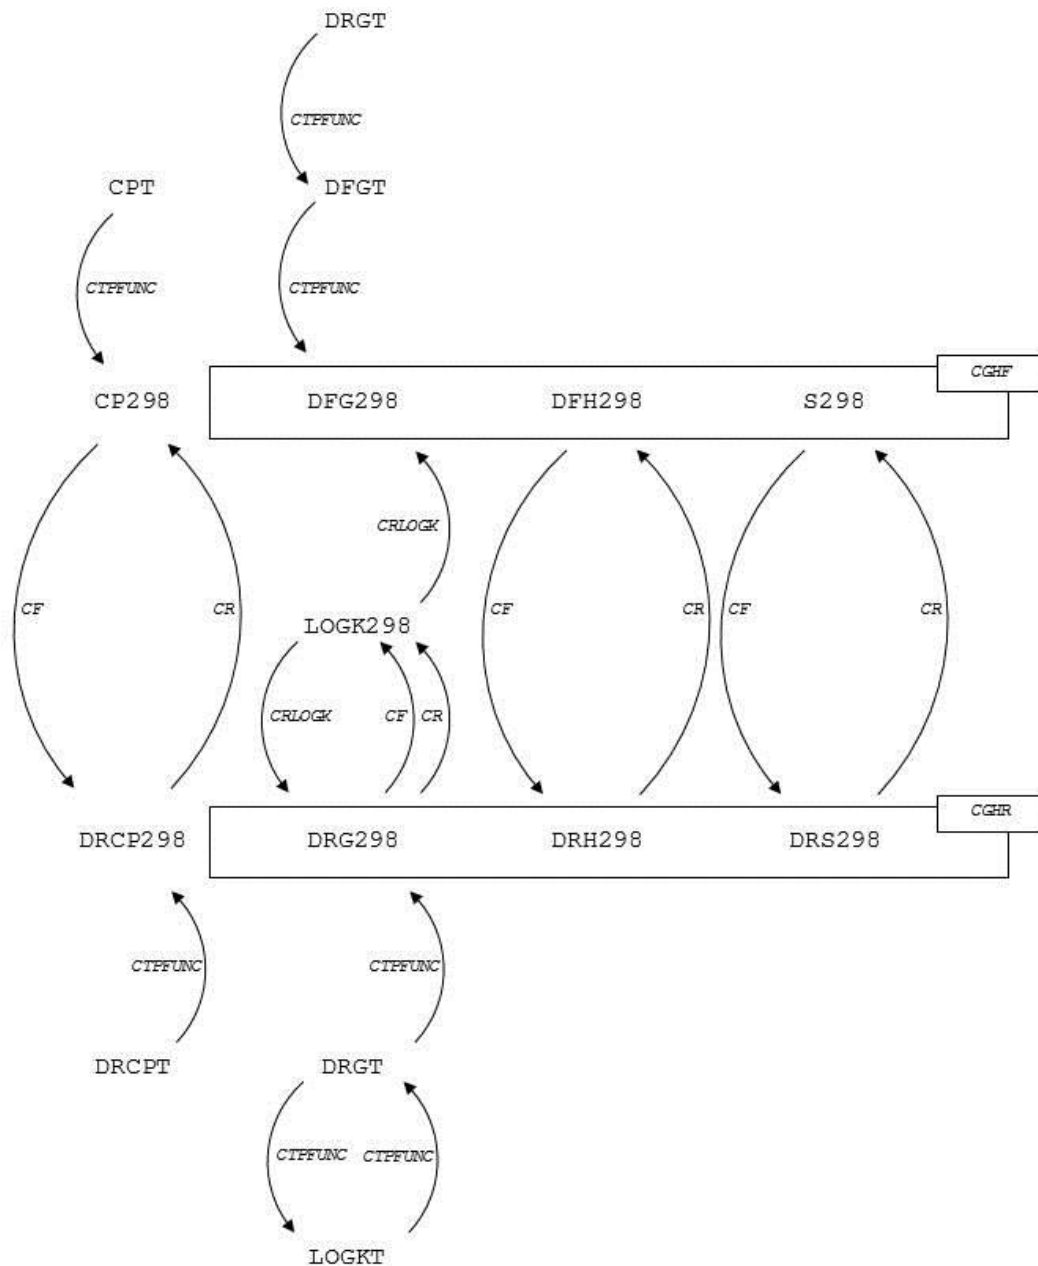 DRGT
CTPFUNC
CPT DFGT
CTPFUNC CTPFUNC
CGHF
CP298 DFG298 DFH298 S298
CRLOGK
CF CR CF CR CF CR
LOGK298
CRLOGK CF CR
CGHR
DRCP298 DRG298 DRH298 DRS298
CTPFUNC CTPFUNC
DRCPT DRGT
CTPFUNC CTPFUNC
LOGKT